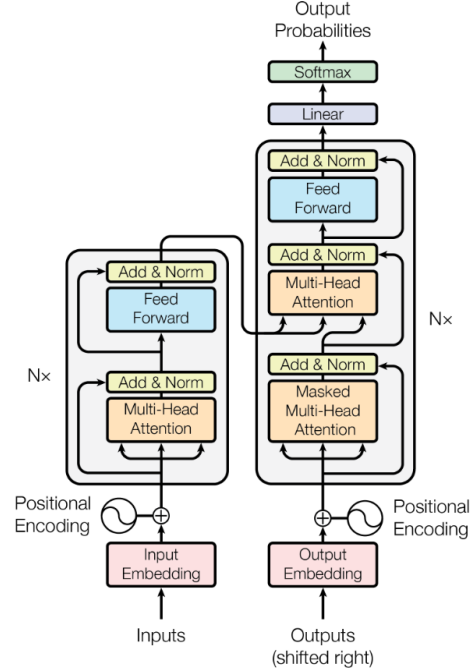 Output
Probabilities
Softmax
Linear
Add & Norm
Feed
Forward
Add & Norm
Multi-Head
Attention
Add & Norm
Masked
Multi-Head
Attention
N×
Positional
Encoding
Output
Embedding
Outputs
(shifted right)
Add & Norm
Feed
Forward
Add & Norm
Multi-Head
Attention
N×
Positional
Encoding
Input
Embedding
Inputs